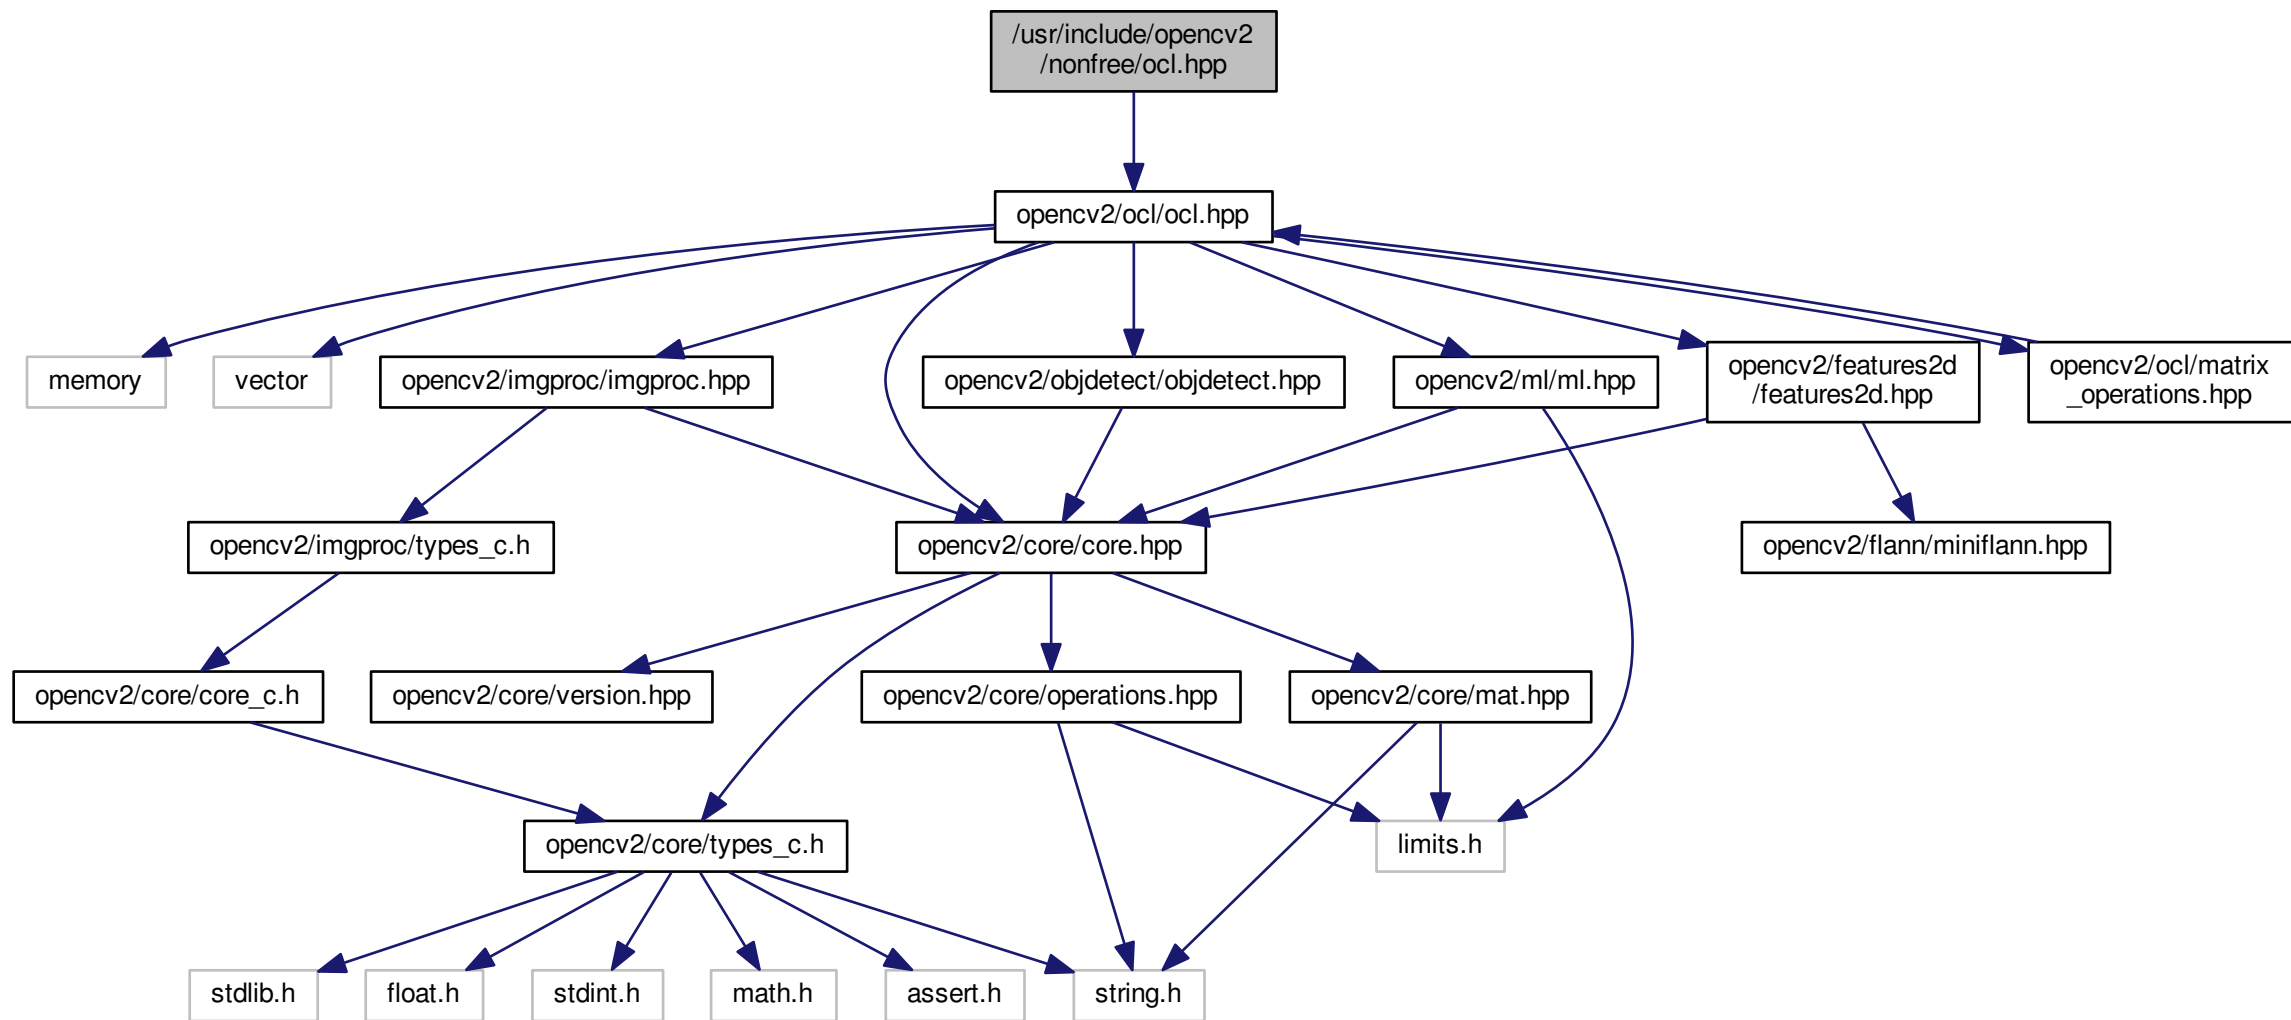 /usr/include/opencv2
/nonfree/ocl.hpp
opencv2/ocl/ocl.hpp
memory
vector
opencv2/imgproc/imgproc.hpp
opencv2/objdetect/objdetect.hpp
opencv2/ml/ml.hpp
opencv2/features2d
/features2d.hpp
opencv2/ocl/matrix
_operations.hpp
opencv2/imgproc/types_c.h
opencv2/core/core.hpp
opencv2/flann/miniflann.hpp
opencv2/core/core_c.h
opencv2/core/version.hpp
opencv2/core/operations.hpp
opencv2/core/mat.hpp
opencv2/core/types_c.h
limits.h
stdlib.h
float.h
stdint.h
math.h
assert.h
string.h